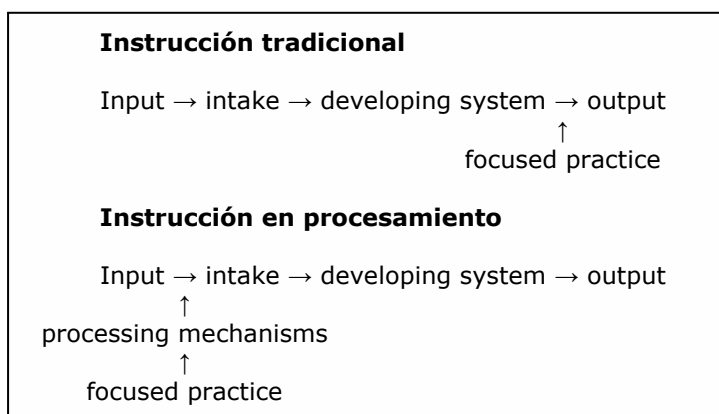 Instrucción tradicional
Input → intake → developing system → output
↑
focused practice
Instrucción en procesamiento
Input → intake → developing system → output
↑
processing mechanisms
↑
focused practice